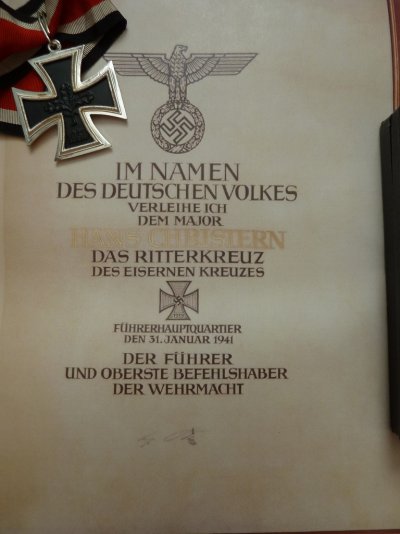 IM NAMEN
DES DEUTSCHEN VOLKES
VERLEIHE ICH
DEM MAJOR
HANS CHRISTERN
DAS RITTERKREUZ
DES EISERNEN KREUZES
1939
FÜHRERHAUPTQUARTIER
DEN 31. JANUAR 1941
DER FÜHRER
UND OBERSTE BEFEHLSHABER
DER WEHRMACHT